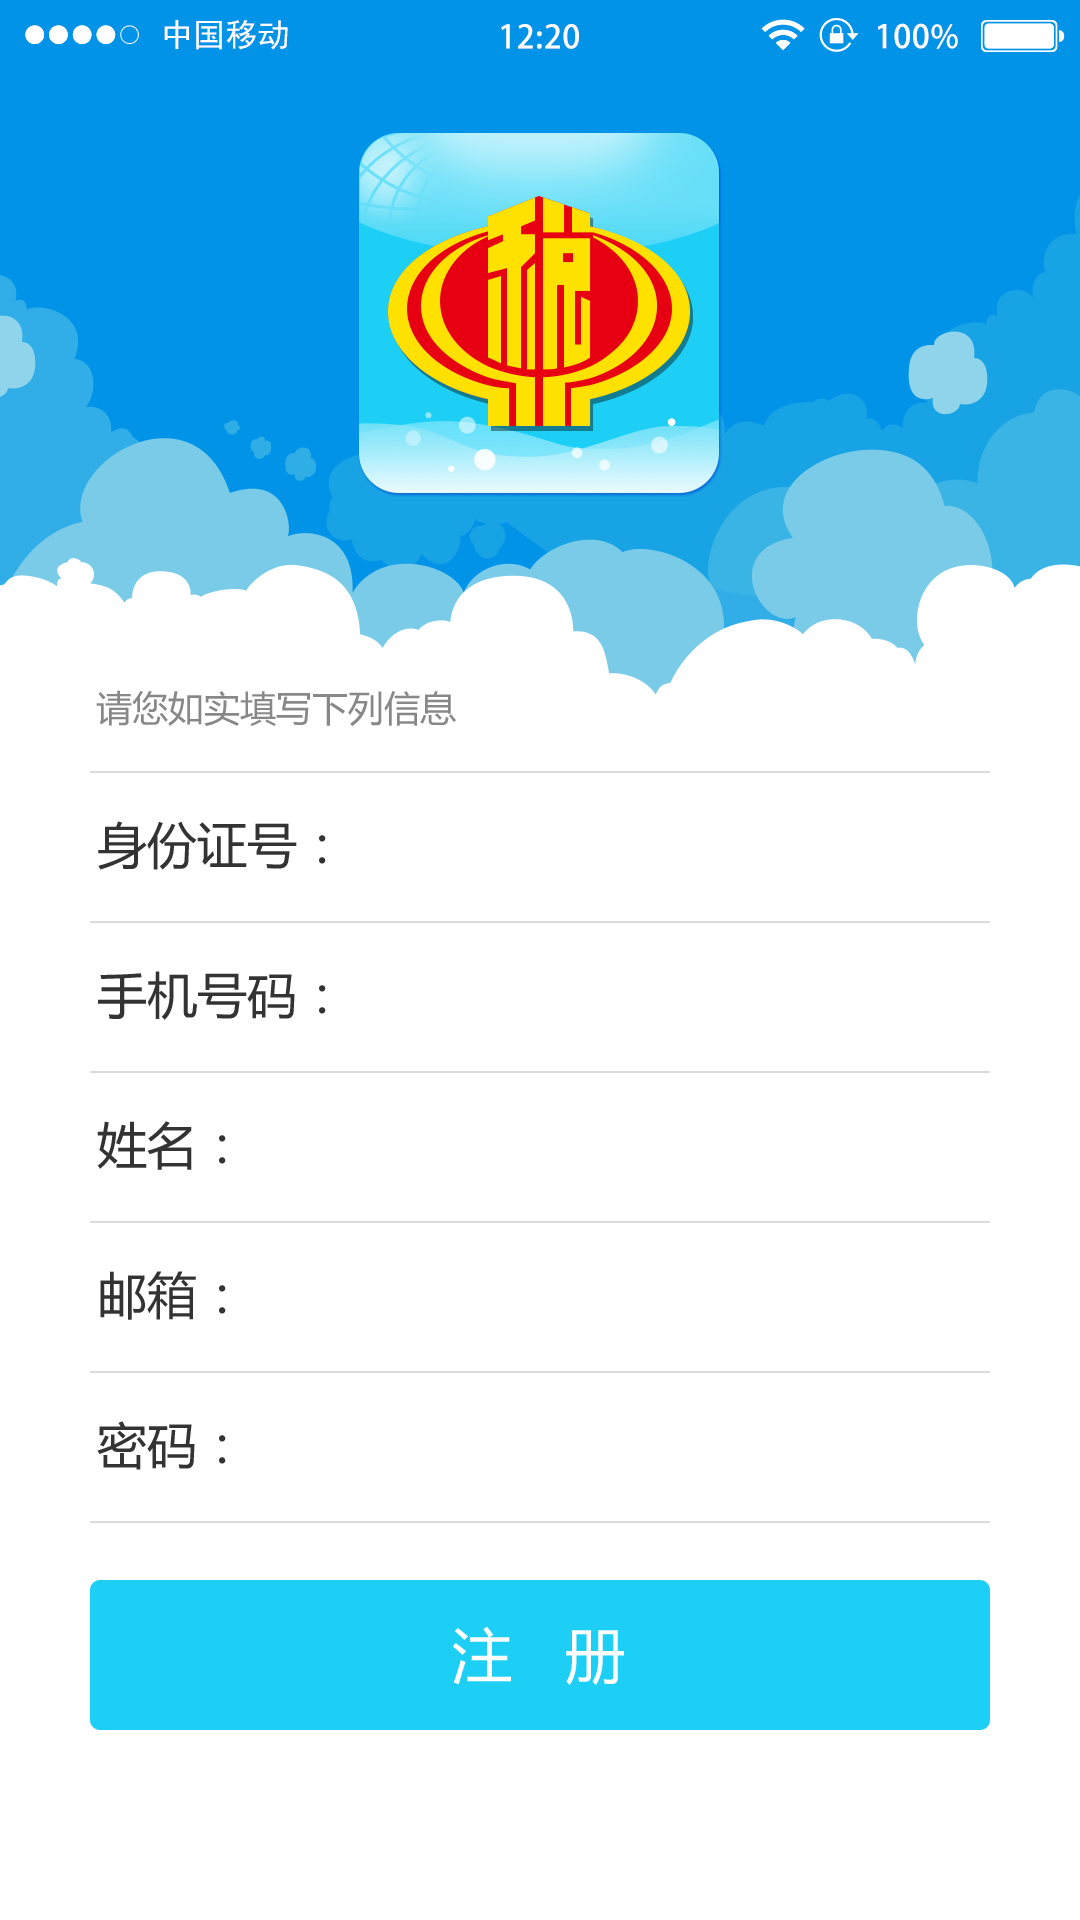 中国移动 12:20 100%
税
请您如实填写下列信息
身份证号：
手机号码：
姓名：
邮箱：
密码：
注 册